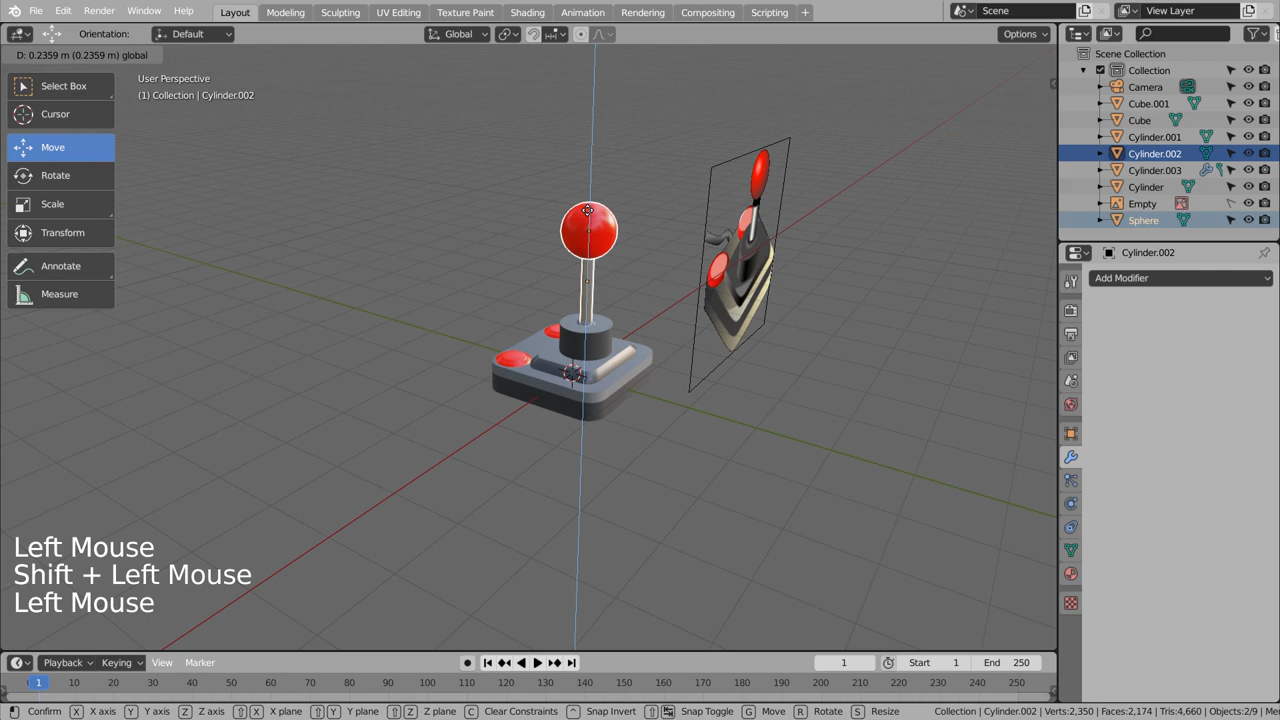 File Edit Render Window Help Layout Modeling Sculpting UV Editing Texture Paint Shading Animation Rendering Compositing Scripting + Scene View Layer
Orientation: Default Global Options
D: 0.2359 m (0.2359 m) global
Select Box
Cursor
Move
Rotate
Scale
Transform
Annotate
Measure
User Perspective
(1) Collection | Cylinder.002
Scene Collection
Collection
Camera
Cube.001
Cube
Cylinder.001
Cylinder.002
Cylinder.003
Cylinder
Empty
Sphere
Cylinder.002
Add Modifier
Left Mouse
Shift + Left Mouse
Left Mouse
Playback Keying View Marker 1 Start 1 End 250
1 10 20 30 40 50 60 70 80 90 100 110 120 130 140 150 160 170 180 190 200 210 220 230 240 250
Confirm X X axis Y Y axis Z Z axis X X plane Y Y plane Z Z plane C Clear Constraints Snap Invert Snap Toggle G Move R Rotate S Resize Collection | Cylinder.002 | Verts:2,350 | Faces:2,174 | Tris:4,660 | Objects:2/9 | Me